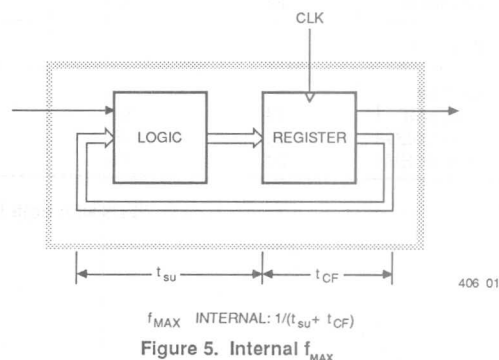 CLK
LOGIC
REGISTER
t_su
t_CF
406 01
f_MAX INTERNAL: 1/(t_su + t_CF)
Figure 5. Internal f_MAX